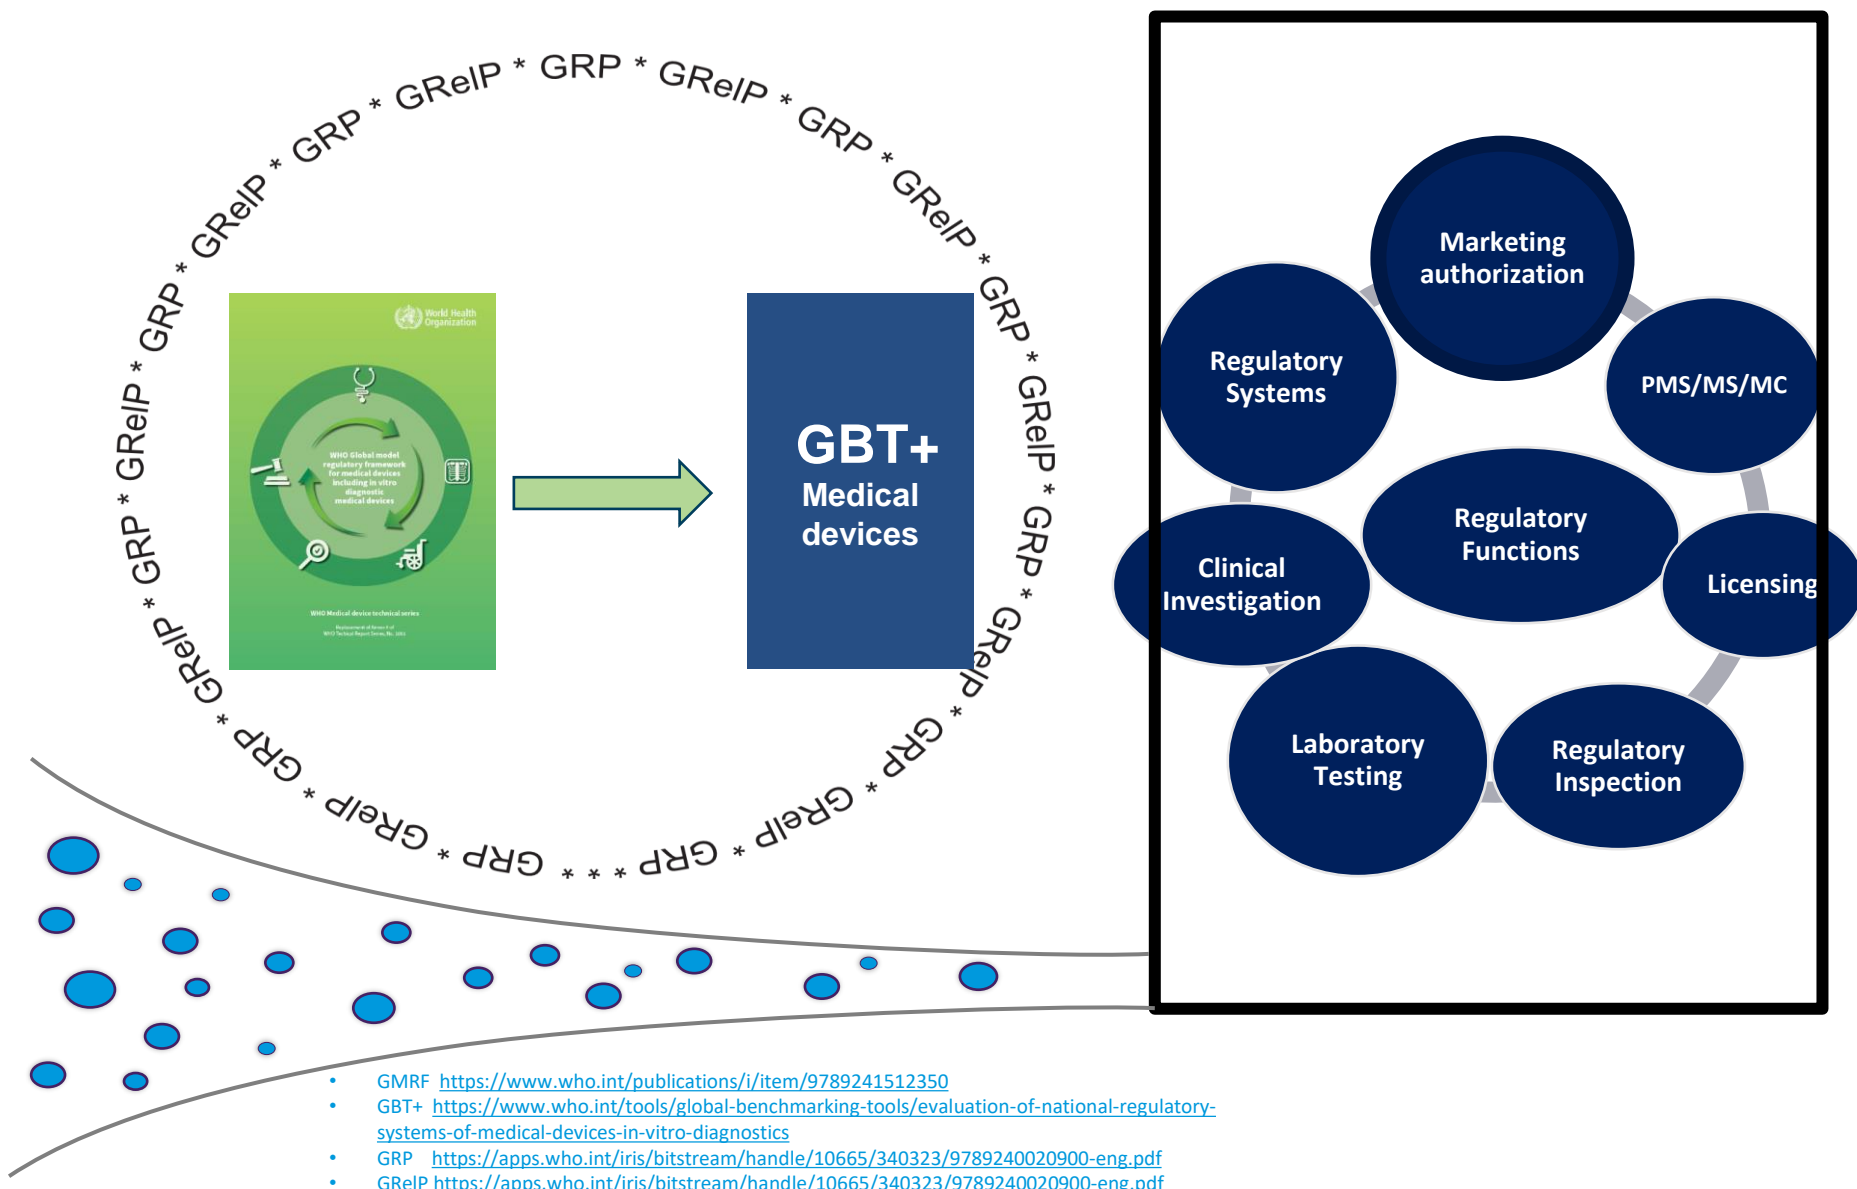 GRP * GRelP * GRP * GRelP * GRP * GRelP * GRP * GRelP * GRP * GRelP * GRP * GRelP * GRP * GRelP * GRP * GRelP * GRP * GRelP * GRP * GRelP * GRP * * * *
World Health
Organization
WHO Global model
regulatory framework
for medical devices
including in vitro
diagnostic
medical devices
WHO Medical device technical series
GBT+
Medical
devices
Marketing
authorization
Regulatory
Systems
PMS/MS/MC
Regulatory
Functions
Clinical
Investigation
Licensing
Laboratory
Testing
Regulatory
Inspection
• GMRF https://www.who.int/publications/i/item/9789241512350
• GBT+ https://www.who.int/tools/global-benchmarking-tools/evaluation-of-national-regulatory-
systems-of-medical-devices-in-vitro-diagnostics
• GRP https://apps.who.int/iris/bitstream/handle/10665/340323/9789240020900-eng.pdf
• GRelP https://apps.who.int/iris/bitstream/handle/10665/340323/9789240020900-eng.pdf